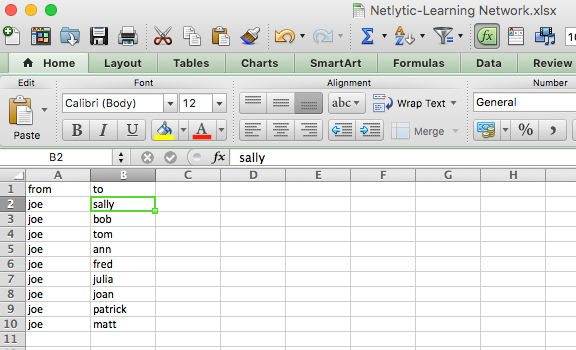 Netlytic-Learning Network.xlsx
Home Layout Tables Charts SmartArt Formulas Data Review
Edit Font Alignment Number
Calibri (Body) 12 abc Wrap Text General
Paste B I U A Merge %
B2 fx sally
A B C D E F G H
1 from to
2 joe sally
3 joe bob
4 joe tom
5 joe ann
6 joe fred
7 joe julia
8 joe joan
9 joe patrick
10 joe matt
11